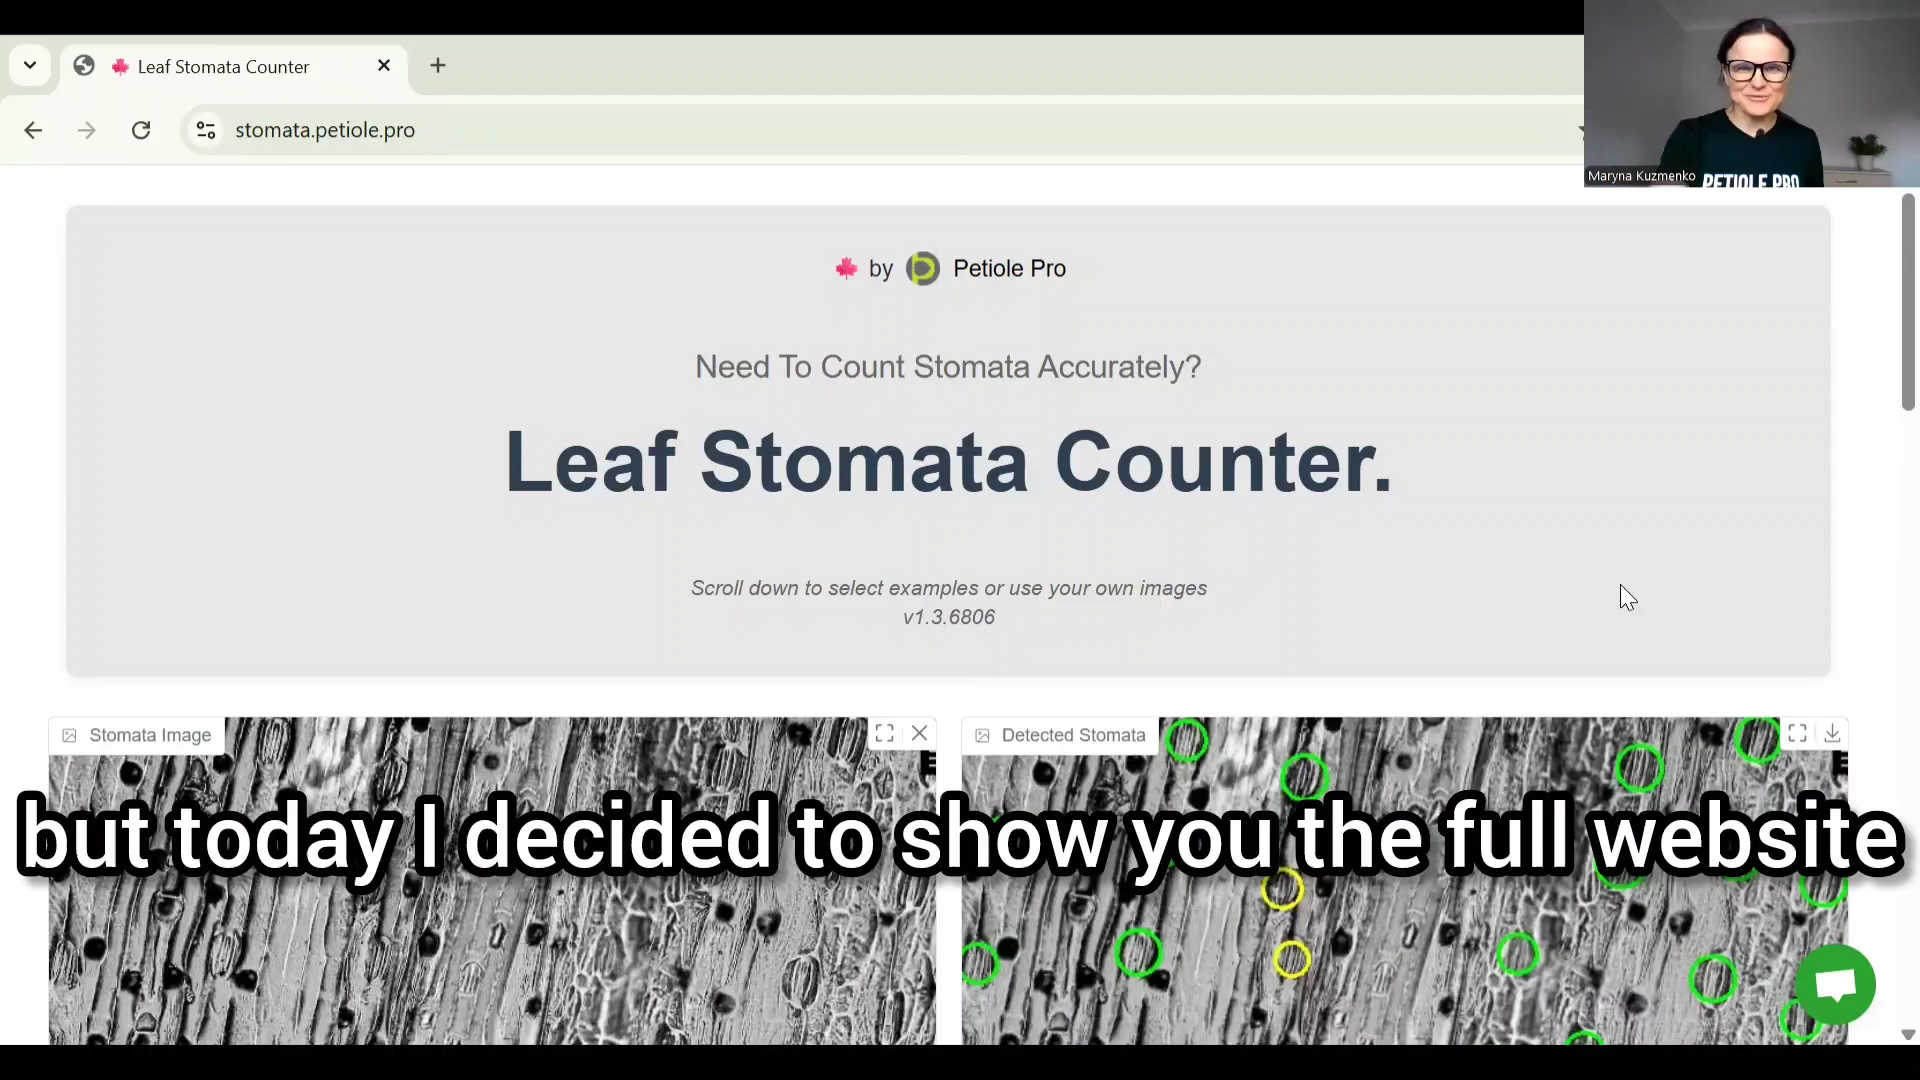 Leaf Stomata Counter
stomata.petiole.pro
Maryna Kuzmenko
PETIOLE PRO
by Petiole Pro
Need To Count Stomata Accurately?
Leaf Stomata Counter.
Scroll down to select examples or use your own images
v1.3.6806
Stomata Image
Detected Stomata
but today I decided to show you the full website